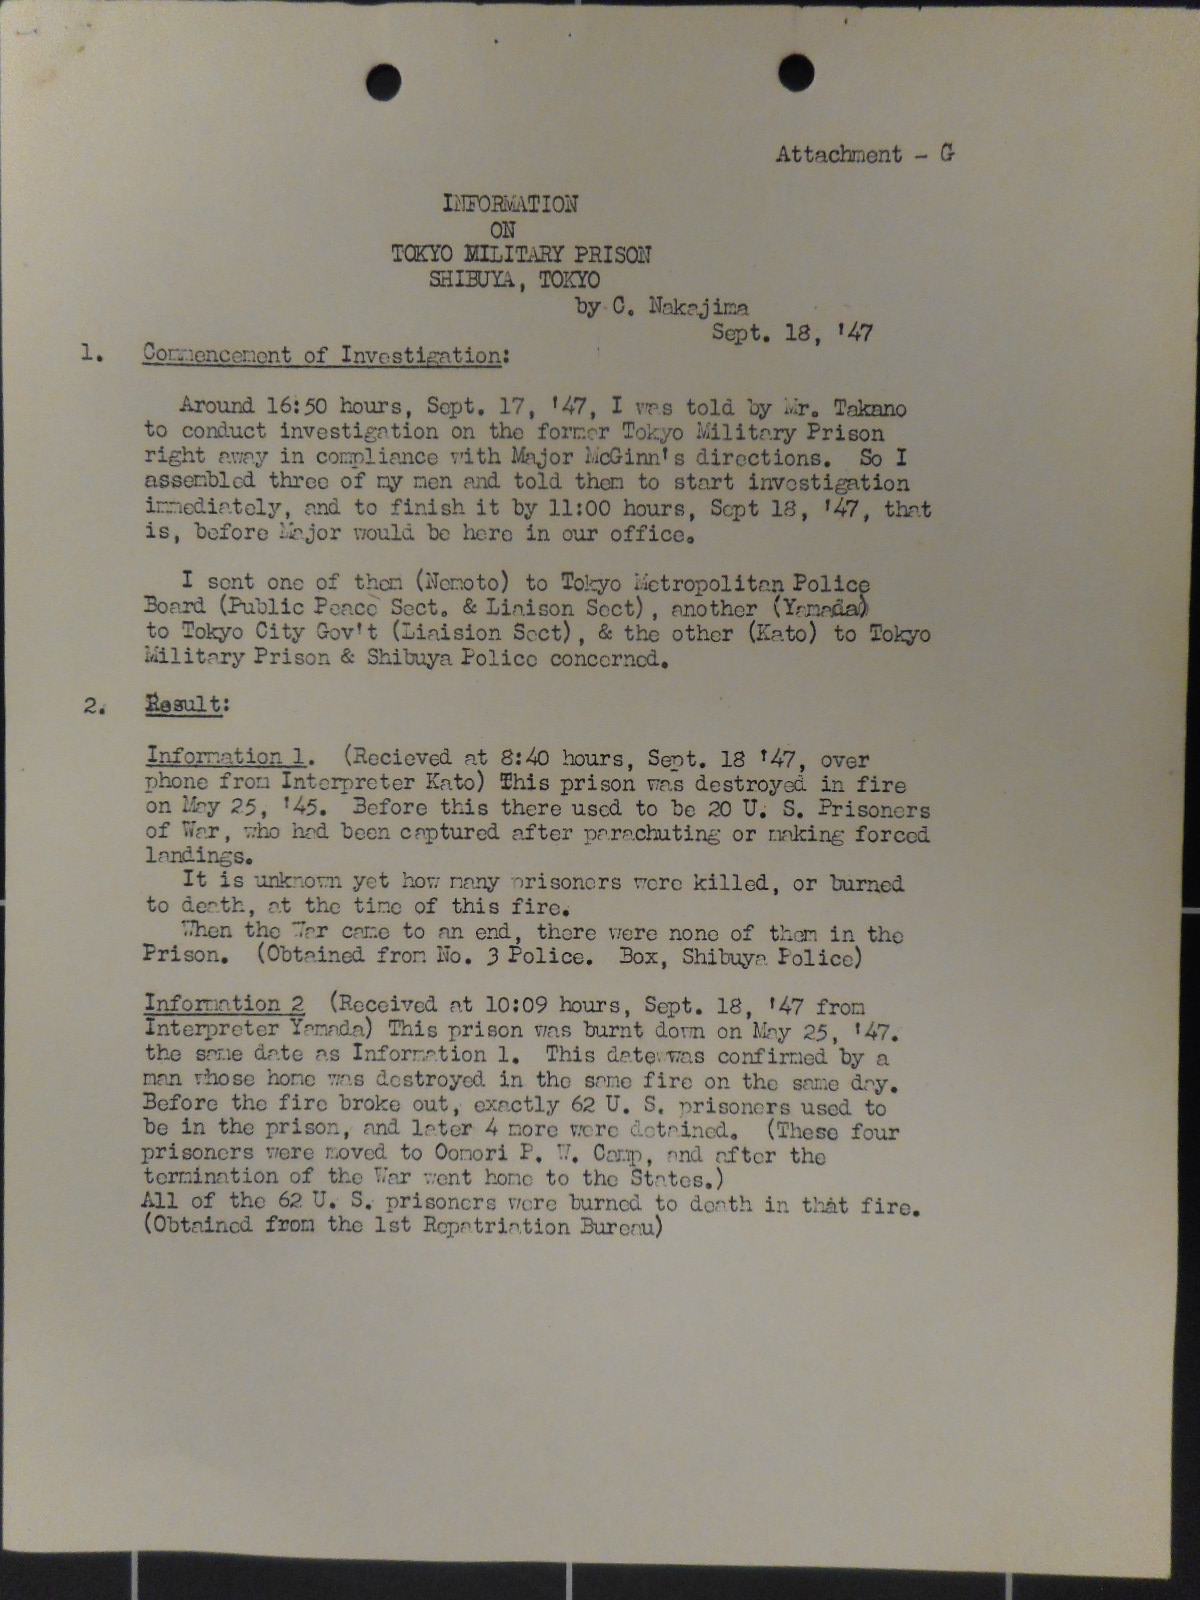 Attachment - G
INFORMATION
ON
TOKYO MILITARY PRISON
SHIBUYA, TOKYO
by C. Nakajima
Sept. 18, '47
1. Commencement of Investigation:
Around 16:50 hours, Sept. 17, '47, I was told by Mr. Takano
to conduct investigation on the former Tokyo Military Prison
right away in compliance with Major McGinn's directions. So I
assembled three of my men and told them to start investigation
immediately, and to finish it by 11:00 hours, Sept 18, '47, that
is, before Major would be here in our office.
I sent one of them (Nemoto) to Tokyo Metropolitan Police
Board (Public Peace Sect. & Liaison Sect), another (Yamada)
to Tokyo City Gov't (Liaision Sect), & the other (Kato) to Tokyo
Military Prison & Shibuya Police concerned.
2. Result:
Information 1. (Recieved at 8:40 hours, Sept. 18 '47, over
phone from Interpreter Kato) This prison was destroyed in fire
on May 25, '45. Before this there used to be 20 U. S. Prisoners
of War, who had been captured after parachuting or making forced
landings.
It is unknown yet how many prisoners were killed, or burned
to death, at the time of this fire.
When the War came to an end, there were none of them in the
Prison. (Obtained from No. 3 Police. Box, Shibuya Police)
Information 2 (Received at 10:09 hours, Sept. 18, '47 from
Interpreter Yamada) This prison was burnt down on May 25, '47.
the same date as Information 1. This date was confirmed by a
man whose home was destroyed in the same fire on the same day.
Before the fire broke out, exactly 62 U. S. prisoners used to
be in the prison, and later 4 more were detained. (These four
prisoners were moved to Oomori P. W. Camp, and after the
termination of the War went home to the States.)
All of the 62 U. S. prisoners were burned to death in that fire.
(Obtained from the 1st Repatriation Bureau)